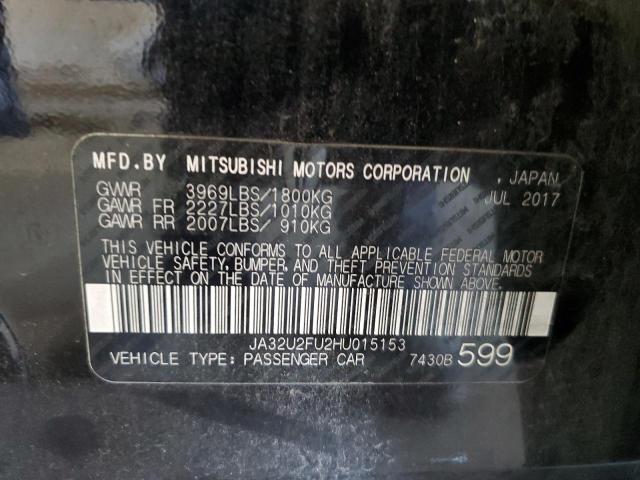 MFD.BY MITSUBISHI MOTORS CORPORATION , JAPAN.
GVWR 3969LBS/1800KG JUL 2017
GAWR FR 2227LBS/1010KG
GAWR RR 2007LBS/ 910KG
THIS VEHICLE CONFORMS TO ALL APPLICABLE FEDERAL MOTOR
VEHICLE SAFETY, BUMPER, AND THEFT PREVENTION STANDARDS
IN EFFECT ON THE DATE OF MANUFACTURE SHOWN ABOVE.
JA32U2FU2HU015153
VEHICLE TYPE: PASSENGER CAR 7430B 599